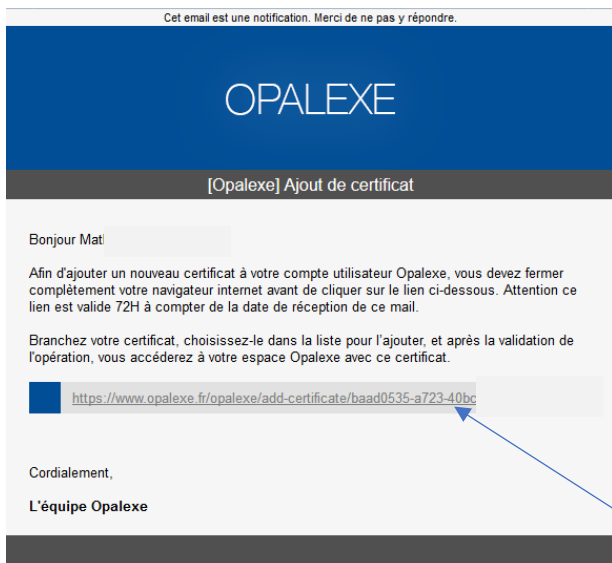 Cet email est une notification. Merci de ne pas y répondre.
OPALEXE
[Opalexe] Ajout de certificat
Bonjour Mat
Afin d'ajouter un nouveau certificat à votre compte utilisateur Opalexe, vous devez fermer
complètement votre navigateur internet avant de cliquer sur le lien ci-dessous. Attention ce
lien est valide 72H à compter de la date de réception de ce mail.
Branchez votre certificat, choisissez-le dans la liste pour l'ajouter, et après la validation de
l'opération, vous accéderez à votre espace Opalexe avec ce certificat.
https://www.opalexe.fr/opalexe/add-certificate/baad0535-a723-40bc
Cordialement,
L'équipe Opalexe